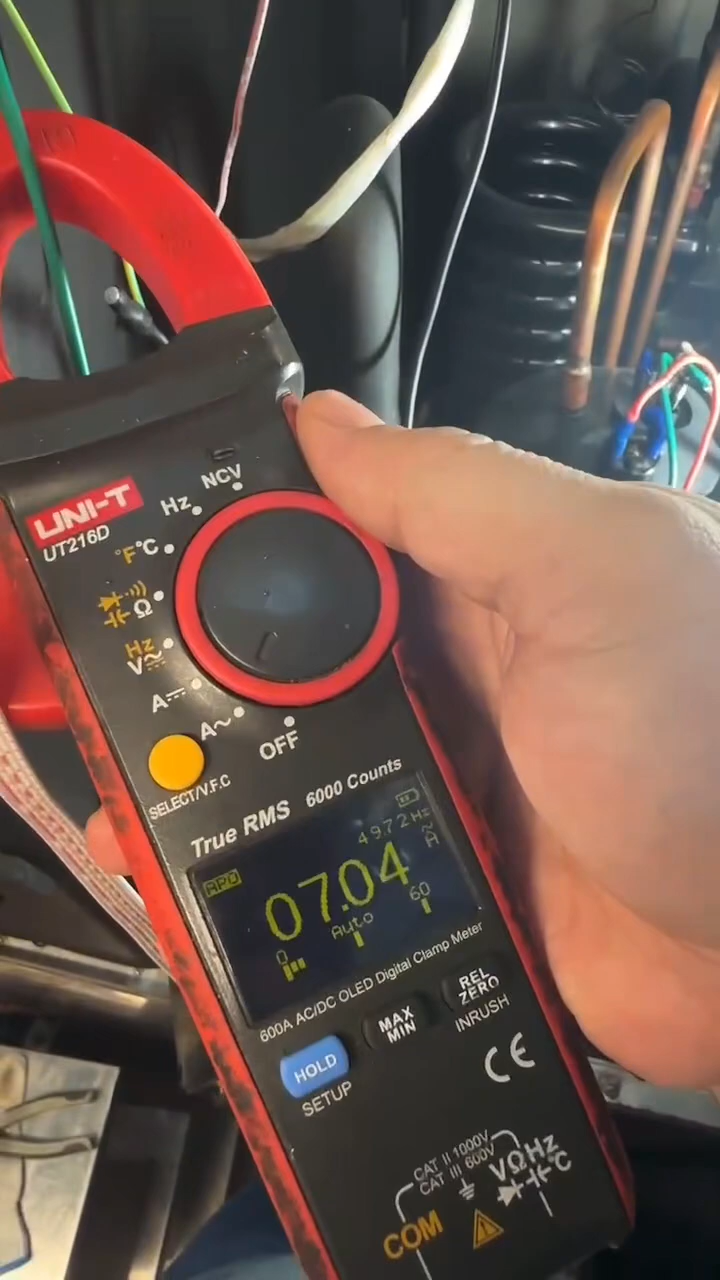 NCV
Hz
UNI-T
UT216D
°F°C
Ω
Hz
V
A
A~
OFF
SELECT/V.F.C
True RMS 6000 Counts
APO
A
07.04
0
Auto
60
600A AC/DC OLED Digital Clamp Meter
HOLD
SETUP
MAX
MIN
REL
ZERO
INRUSH
CE
CAT II 1000V
CAT III 600V
VΩHz
°C
COM